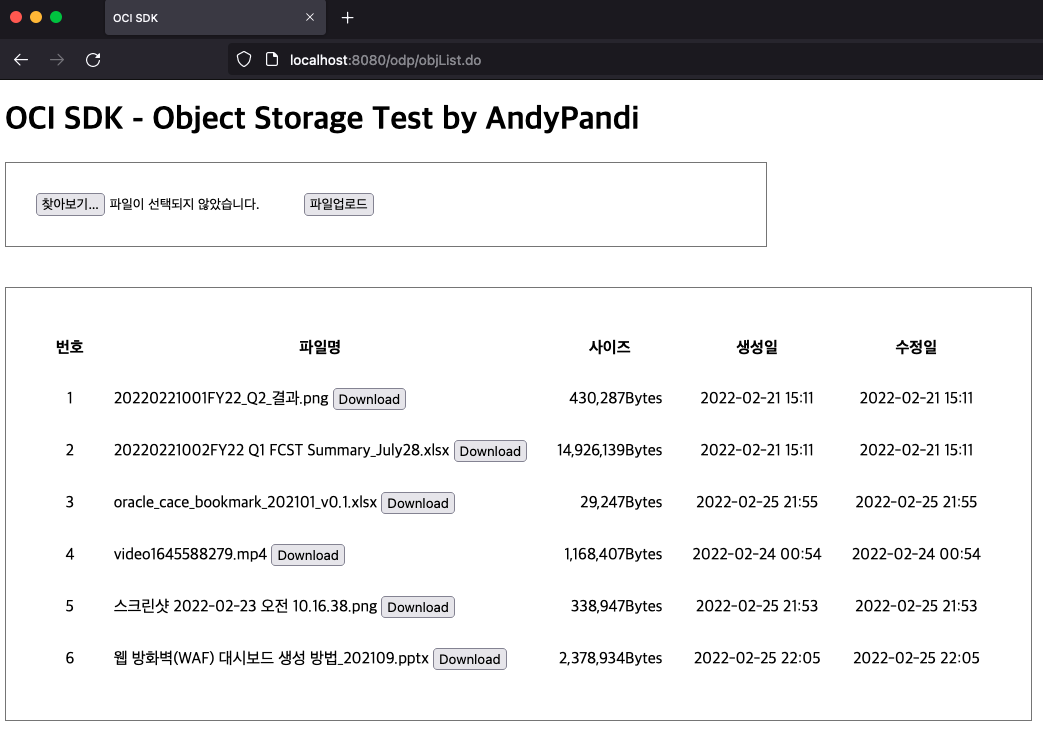 OCI SDK
localhost:8080/odp/objList.do
OCI SDK - Object Storage Test by AndyPandi
찾아보기... 파일이 선택되지 않았습니다. 파일업로드
번호 파일명 사이즈 생성일 수정일
1 20220221001FY22_Q2_결과.png Download 430,287Bytes 2022-02-21 15:11 2022-02-21 15:11
2 20220221002FY22 Q1 FCST Summary_July28.xlsx Download 14,926,139Bytes 2022-02-21 15:11 2022-02-21 15:11
3 oracle_cace_bookmark_202101_v0.1.xlsx Download 29,247Bytes 2022-02-25 21:55 2022-02-25 21:55
4 video1645588279.mp4 Download 1,168,407Bytes 2022-02-24 00:54 2022-02-24 00:54
5 스크린샷 2022-02-23 오전 10.16.38.png Download 338,947Bytes 2022-02-25 21:53 2022-02-25 21:53
6 웹 방화벽(WAF) 대시보드 생성 방법_202109.pptx Download 2,378,934Bytes 2022-02-25 22:05 2022-02-25 22:05